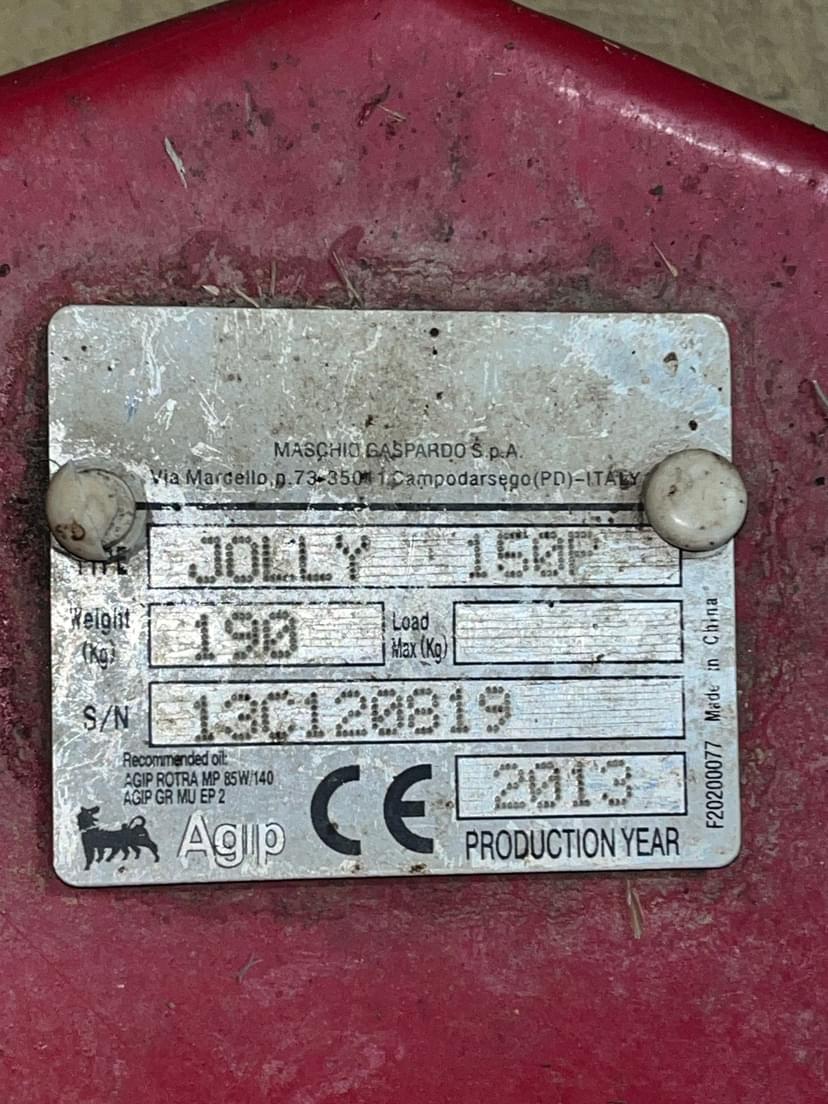 MASCHIO GASPARDO S.p.A.
Via Marcello,n.73-35011 Campodarsego(PD)-ITALY
TYPE JOLLY 150P
Weight (Kg) 190 Load Max (Kg)
S/N 13C120819
Recommended oil:
AGIP ROTRA MP 85W/140
AGIP GR MU EP 2
Agip
CE
2013
PRODUCTION YEAR
F20200077 Made in China